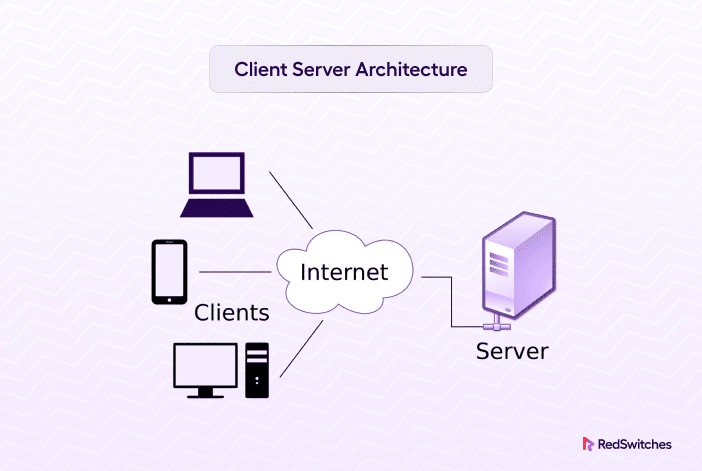 Client Server Architecture
Internet
Clients
Server
RedSwitches